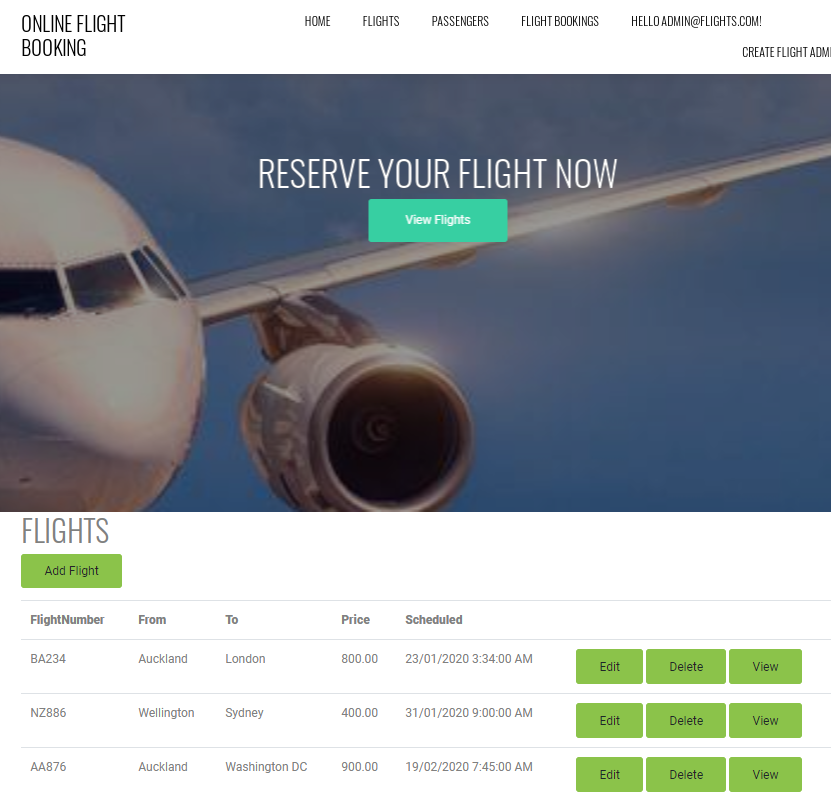 ONLINE FLIGHT
BOOKING
HOME FLIGHTS PASSENGERS FLIGHT BOOKINGS HELLO ADMIN@FLIGHTS.COM!
CREATE FLIGHT ADMI
RESERVE YOUR FLIGHT NOW
View Flights
FLIGHTS
Add Flight
FlightNumber From To Price Scheduled
BA234 Auckland London 800.00 23/01/2020 3:34:00 AM Edit Delete View
NZ886 Wellington Sydney 400.00 31/01/2020 9:00:00 AM Edit Delete View
AA876 Auckland Washington DC 900.00 19/02/2020 7:45:00 AM Edit Delete View